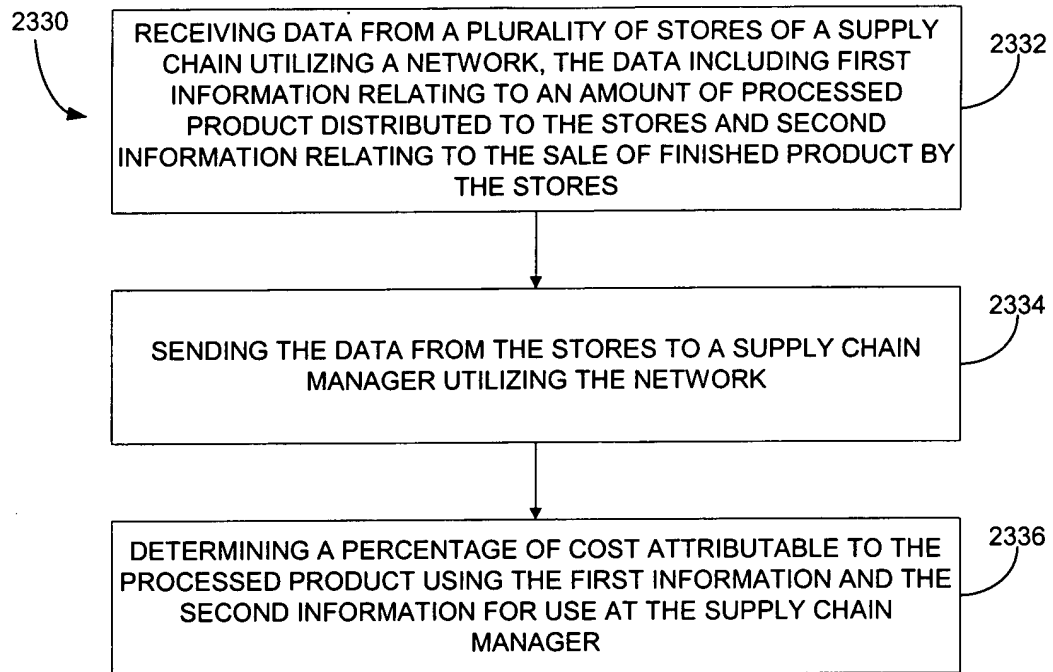 2330
RECEIVING DATA FROM A PLURALITY OF STORES OF A SUPPLY
CHAIN UTILIZING A NETWORK, THE DATA INCLUDING FIRST
INFORMATION RELATING TO AN AMOUNT OF PROCESSED
PRODUCT DISTRIBUTED TO THE STORES AND SECOND
INFORMATION RELATING TO THE SALE OF FINISHED PRODUCT BY
THE STORES
2332
SENDING THE DATA FROM THE STORES TO A SUPPLY CHAIN
MANAGER UTILIZING THE NETWORK
2334
DETERMINING A PERCENTAGE OF COST ATTRIBUTABLE TO THE
PROCESSED PRODUCT USING THE FIRST INFORMATION AND THE
SECOND INFORMATION FOR USE AT THE SUPPLY CHAIN
MANAGER
2336